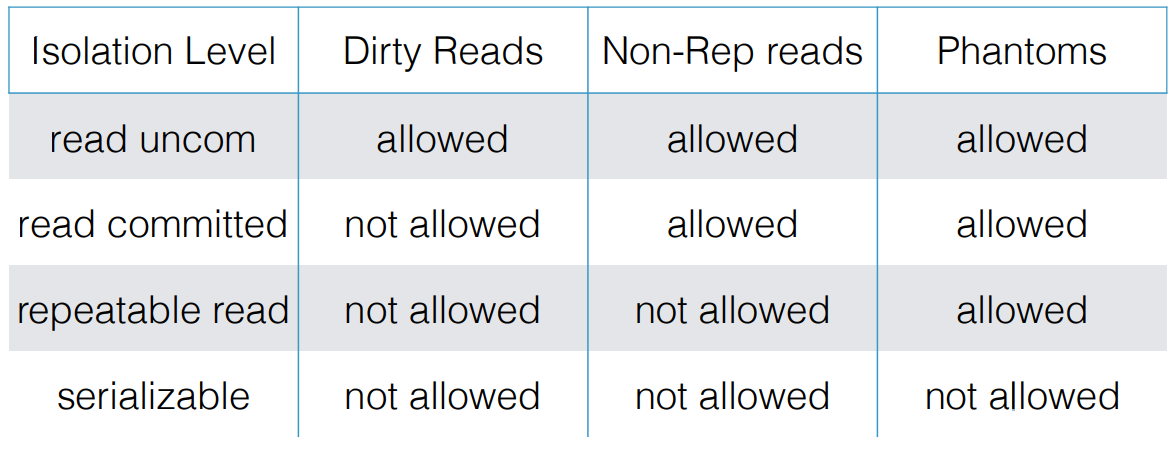 Isolation Level Dirty Reads Non-Rep reads Phantoms
read uncom allowed allowed allowed
read committed not allowed allowed allowed
repeatable read not allowed not allowed allowed
serializable not allowed not allowed not allowed